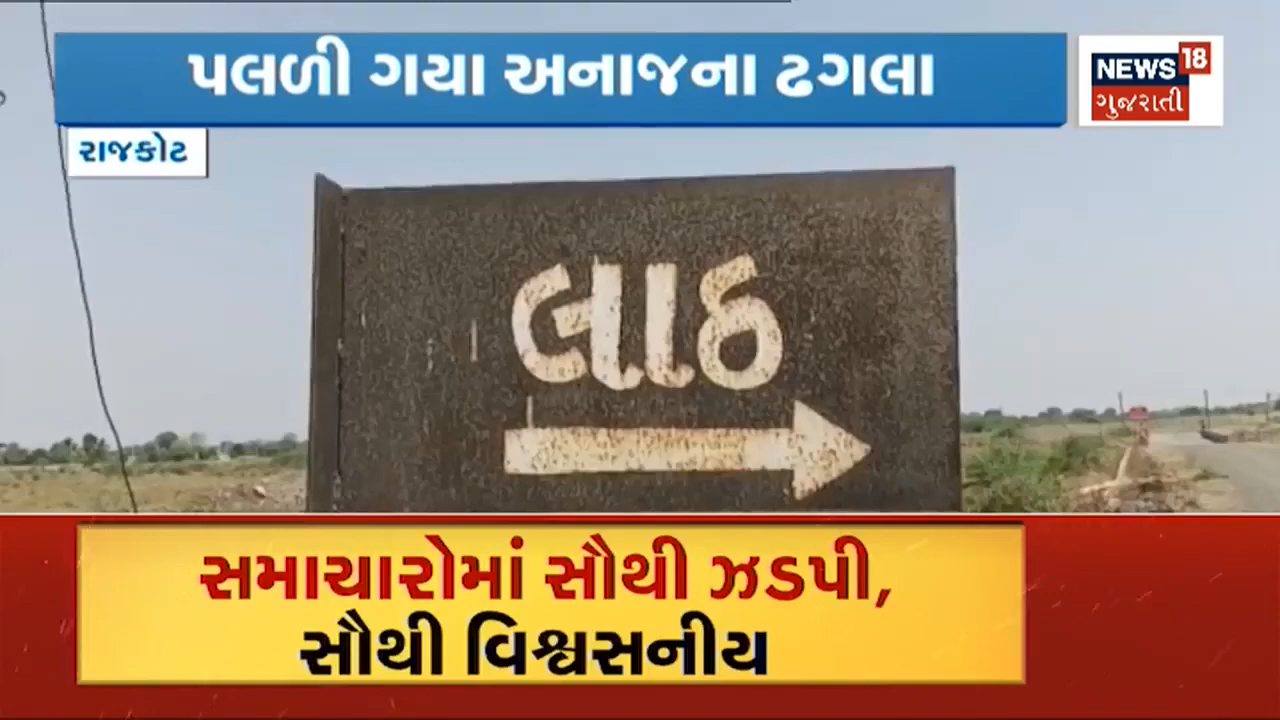 પલળી ગયા અનાજના ઢગલા
NEWS 18
ગુજરાતી
રાજકોટ
લાઠ
સમાચારોમાં સૌથી ઝડપી,
સૌથી વિશ્વસનીય